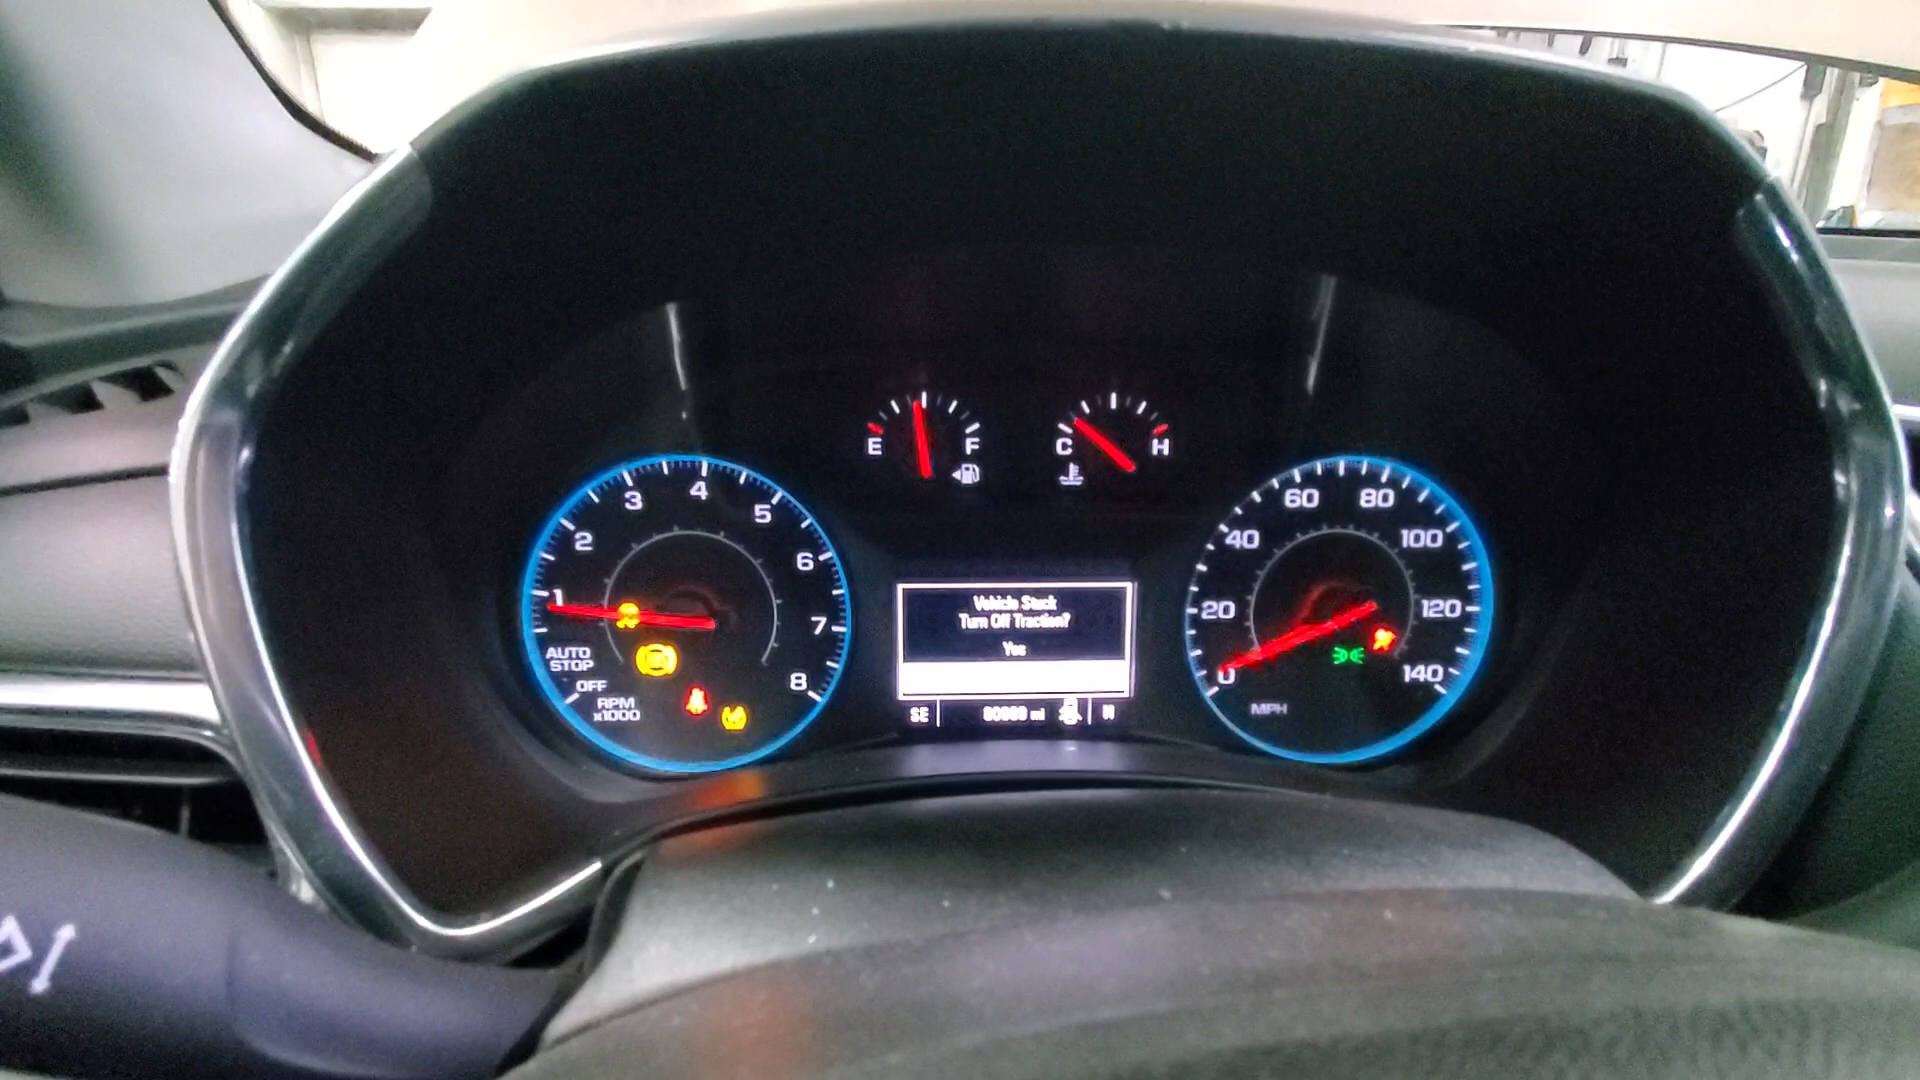 E F
C H
1 2 3 4 5 6 7 8
AUTO
STOP
OFF
RPM
x1000
Vehicle Stuck
Turn Off Traction?
Yes
SE mi N
0 20 40 60 80 100 120 140
MPH